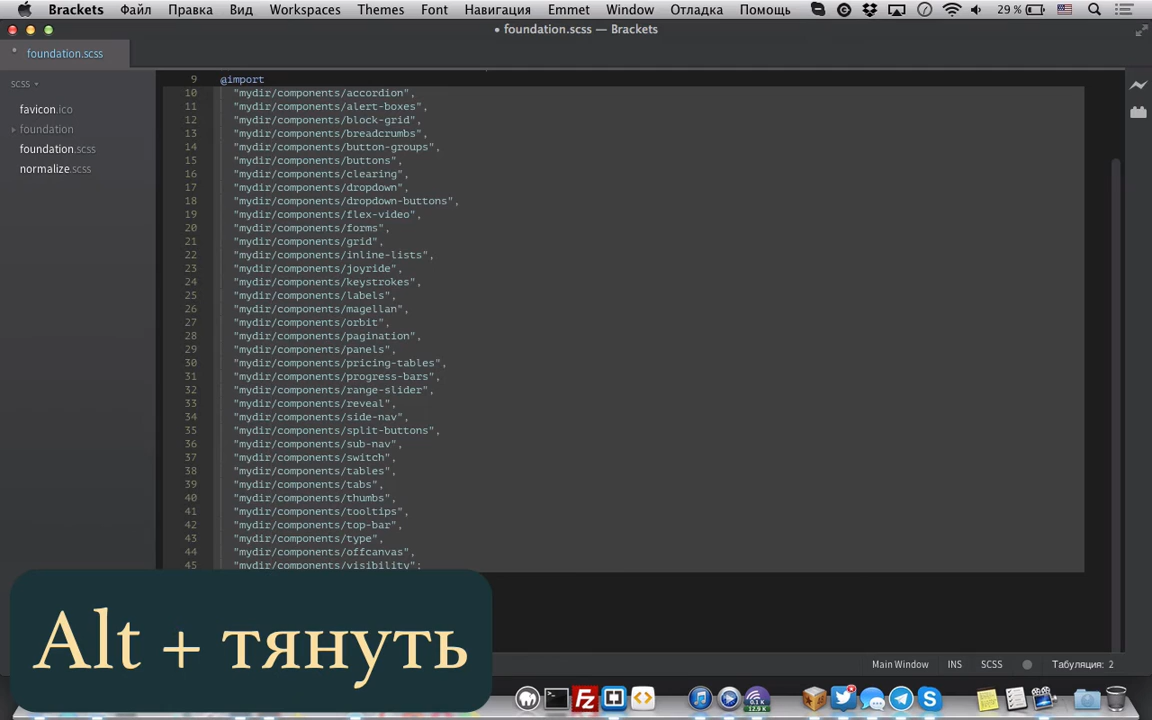 Brackets Файл Правка Вид Workspaces Themes Font Навигация Emmet Window Отладка Помощь 29 %
• foundation.scss — Brackets
• foundation.scss
scss
favicon.ico
foundation
foundation.scss
normalize.scss
9 @import
10 "mydir/components/accordion",
11 "mydir/components/alert-boxes",
12 "mydir/components/block-grid",
13 "mydir/components/breadcrumbs",
14 "mydir/components/button-groups",
15 "mydir/components/buttons",
16 "mydir/components/clearing",
17 "mydir/components/dropdown",
18 "mydir/components/dropdown-buttons",
19 "mydir/components/flex-video",
20 "mydir/components/forms",
21 "mydir/components/grid",
22 "mydir/components/inline-lists",
23 "mydir/components/joyride",
24 "mydir/components/keystrokes",
25 "mydir/components/labels",
26 "mydir/components/magellan",
27 "mydir/components/orbit",
28 "mydir/components/pagination",
29 "mydir/components/panels",
30 "mydir/components/pricing-tables",
31 "mydir/components/progress-bars",
32 "mydir/components/range-slider",
33 "mydir/components/reveal",
34 "mydir/components/side-nav",
35 "mydir/components/split-buttons",
36 "mydir/components/sub-nav",
37 "mydir/components/switch",
38 "mydir/components/tables",
39 "mydir/components/tabs",
40 "mydir/components/thumbs",
41 "mydir/components/tooltips",
42 "mydir/components/top-bar",
43 "mydir/components/type",
44 "mydir/components/offcanvas",
45 "mydir/components/visibility";
Alt + тянуть
Main Window INS SCSS Табуляция: 2
0.1 K
12.9 K